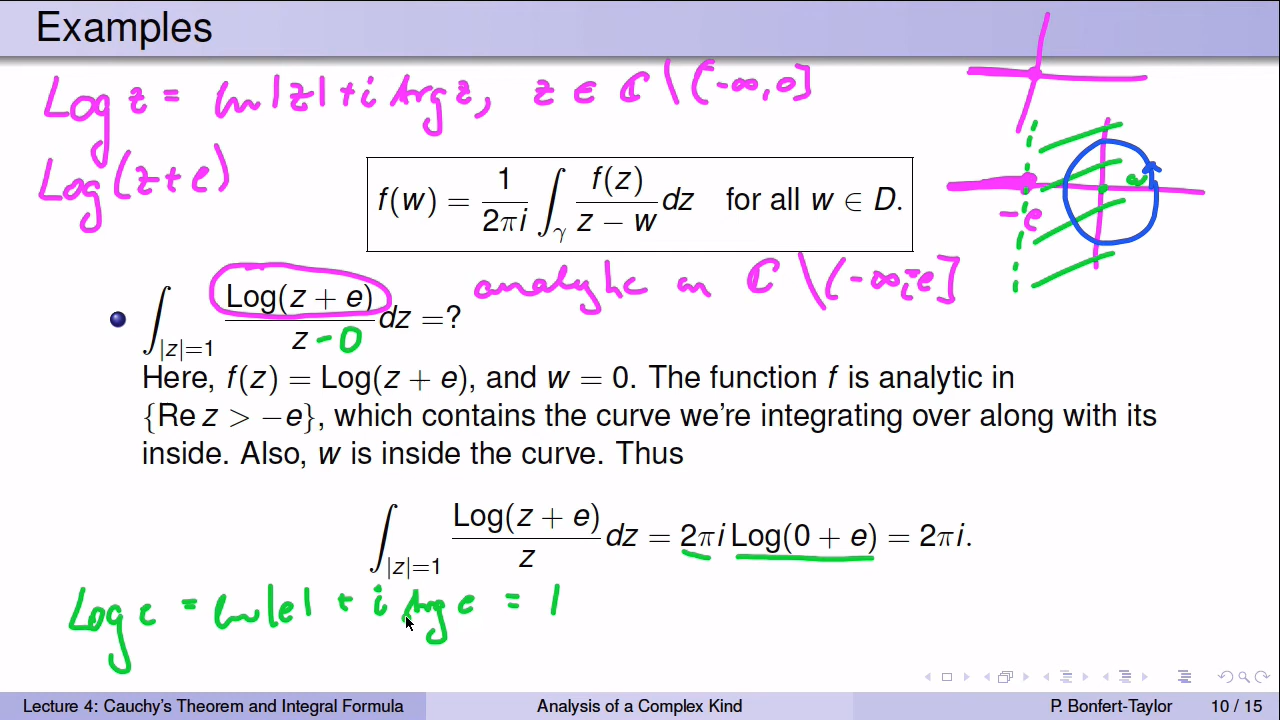 Examples
Log z = ln|z| + i Arg z, z ∈ ℂ \ (-∞, 0]
Log(z+e)
f(w) = 1/(2πi) ∫_γ f(z)/(z − w) dz for all w ∈ D.
w
-e
analytic in ℂ \ (-∞, -e]
∫_{|z|=1} Log(z + e)/z dz =?
-0
Here, f(z) = Log(z + e), and w = 0. The function f is analytic in
{Re z > −e}, which contains the curve we're integrating over along with its
inside. Also, w is inside the curve. Thus
∫_{|z|=1} Log(z + e)/z dz = 2πi Log(0 + e) = 2πi.
Log e = ln|e| + i Arg e = 1
Lecture 4: Cauchy's Theorem and Integral Formula Analysis of a Complex Kind P. Bonfert-Taylor 10 / 15